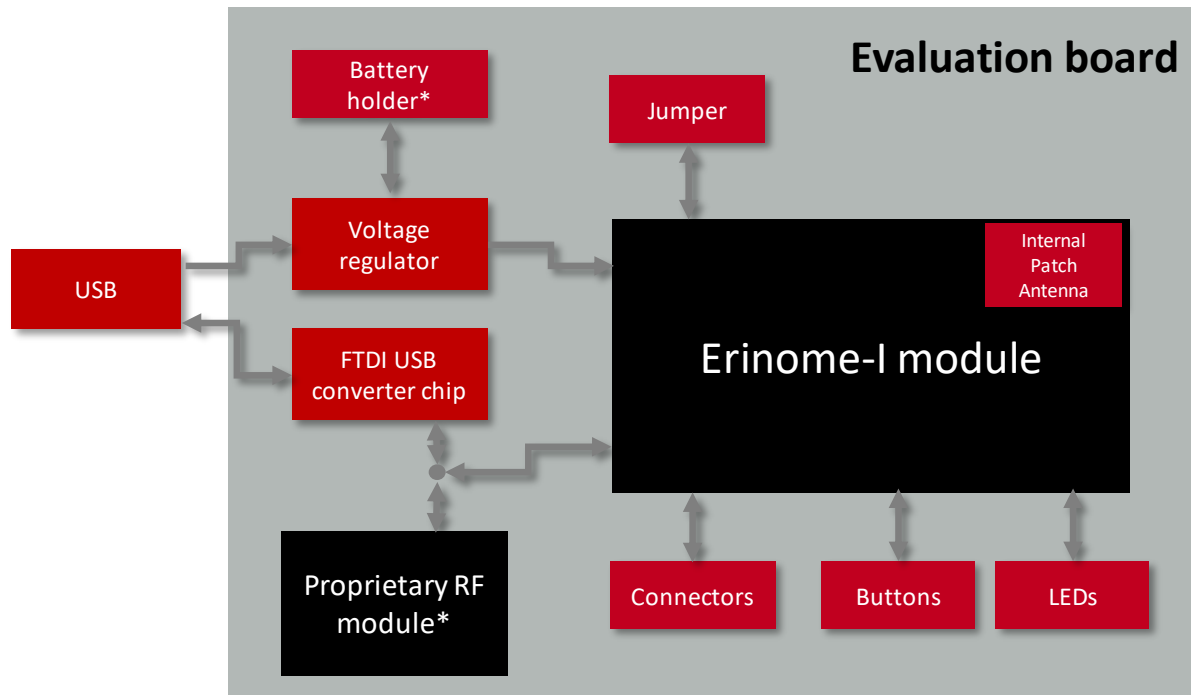 Evaluation board
Battery
holder*
Jumper
Voltage
regulator
Internal
Patch
Antenna
USB
Erinome-I module
FTDI USB
converter chip
Proprietary RF
module*
Connectors
Buttons
LEDs